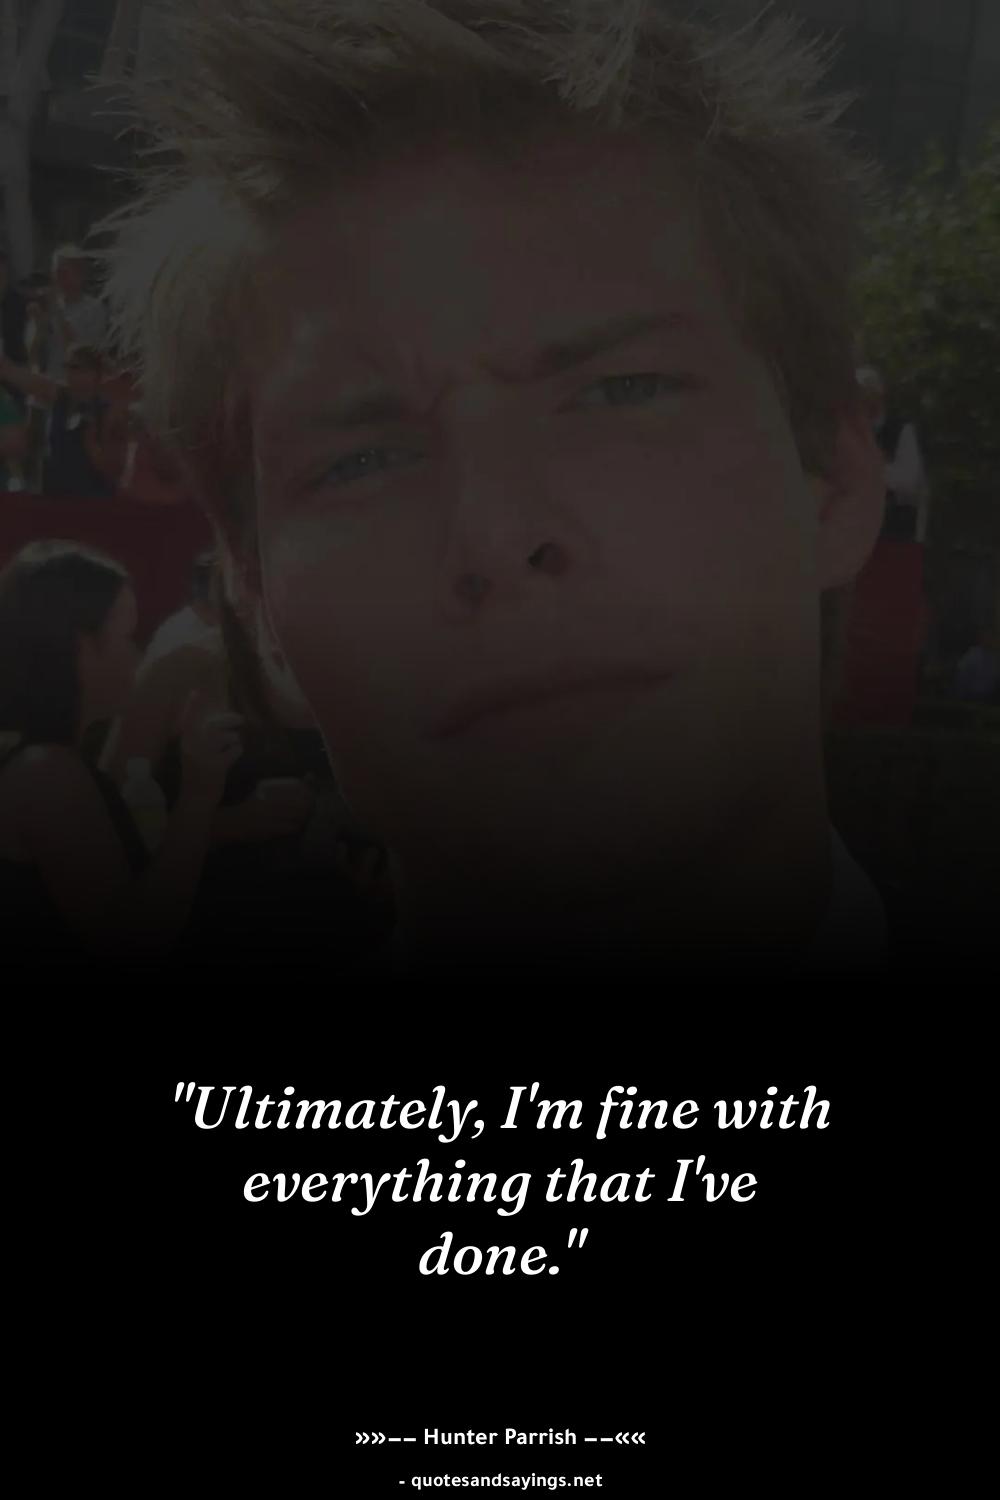 "Ultimately, I'm fine with
everything that I've
done."
»»–– Hunter Parrish ––««
- quotesandsayings.net